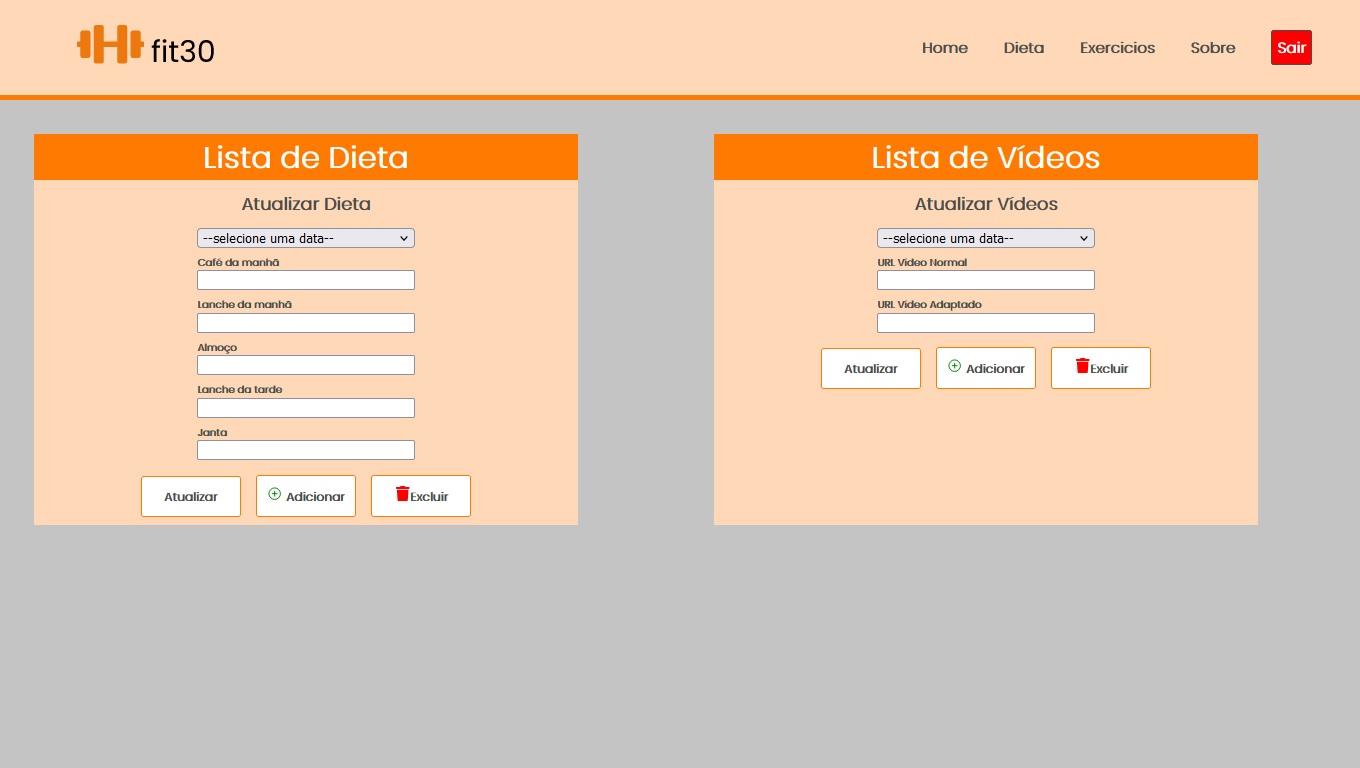 fit30
Home Dieta Exercicios Sobre Sair
Lista de Dieta
Atualizar Dieta
--selecione uma data--
Café da manhã
Lanche da manhã
Almoço
Lanche da tarde
Janta
Atualizar Adicionar Excluir
Lista de Vídeos
Atualizar Vídeos
--selecione uma data--
URL Video Normal
URL Video Adaptado
Atualizar Adicionar Excluir